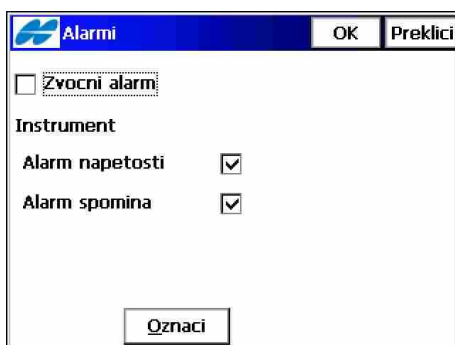 Alarmi OK Preklici
Zvocni alarm
Instrument
Alarm napetosti
Alarm spomina
Oznaci